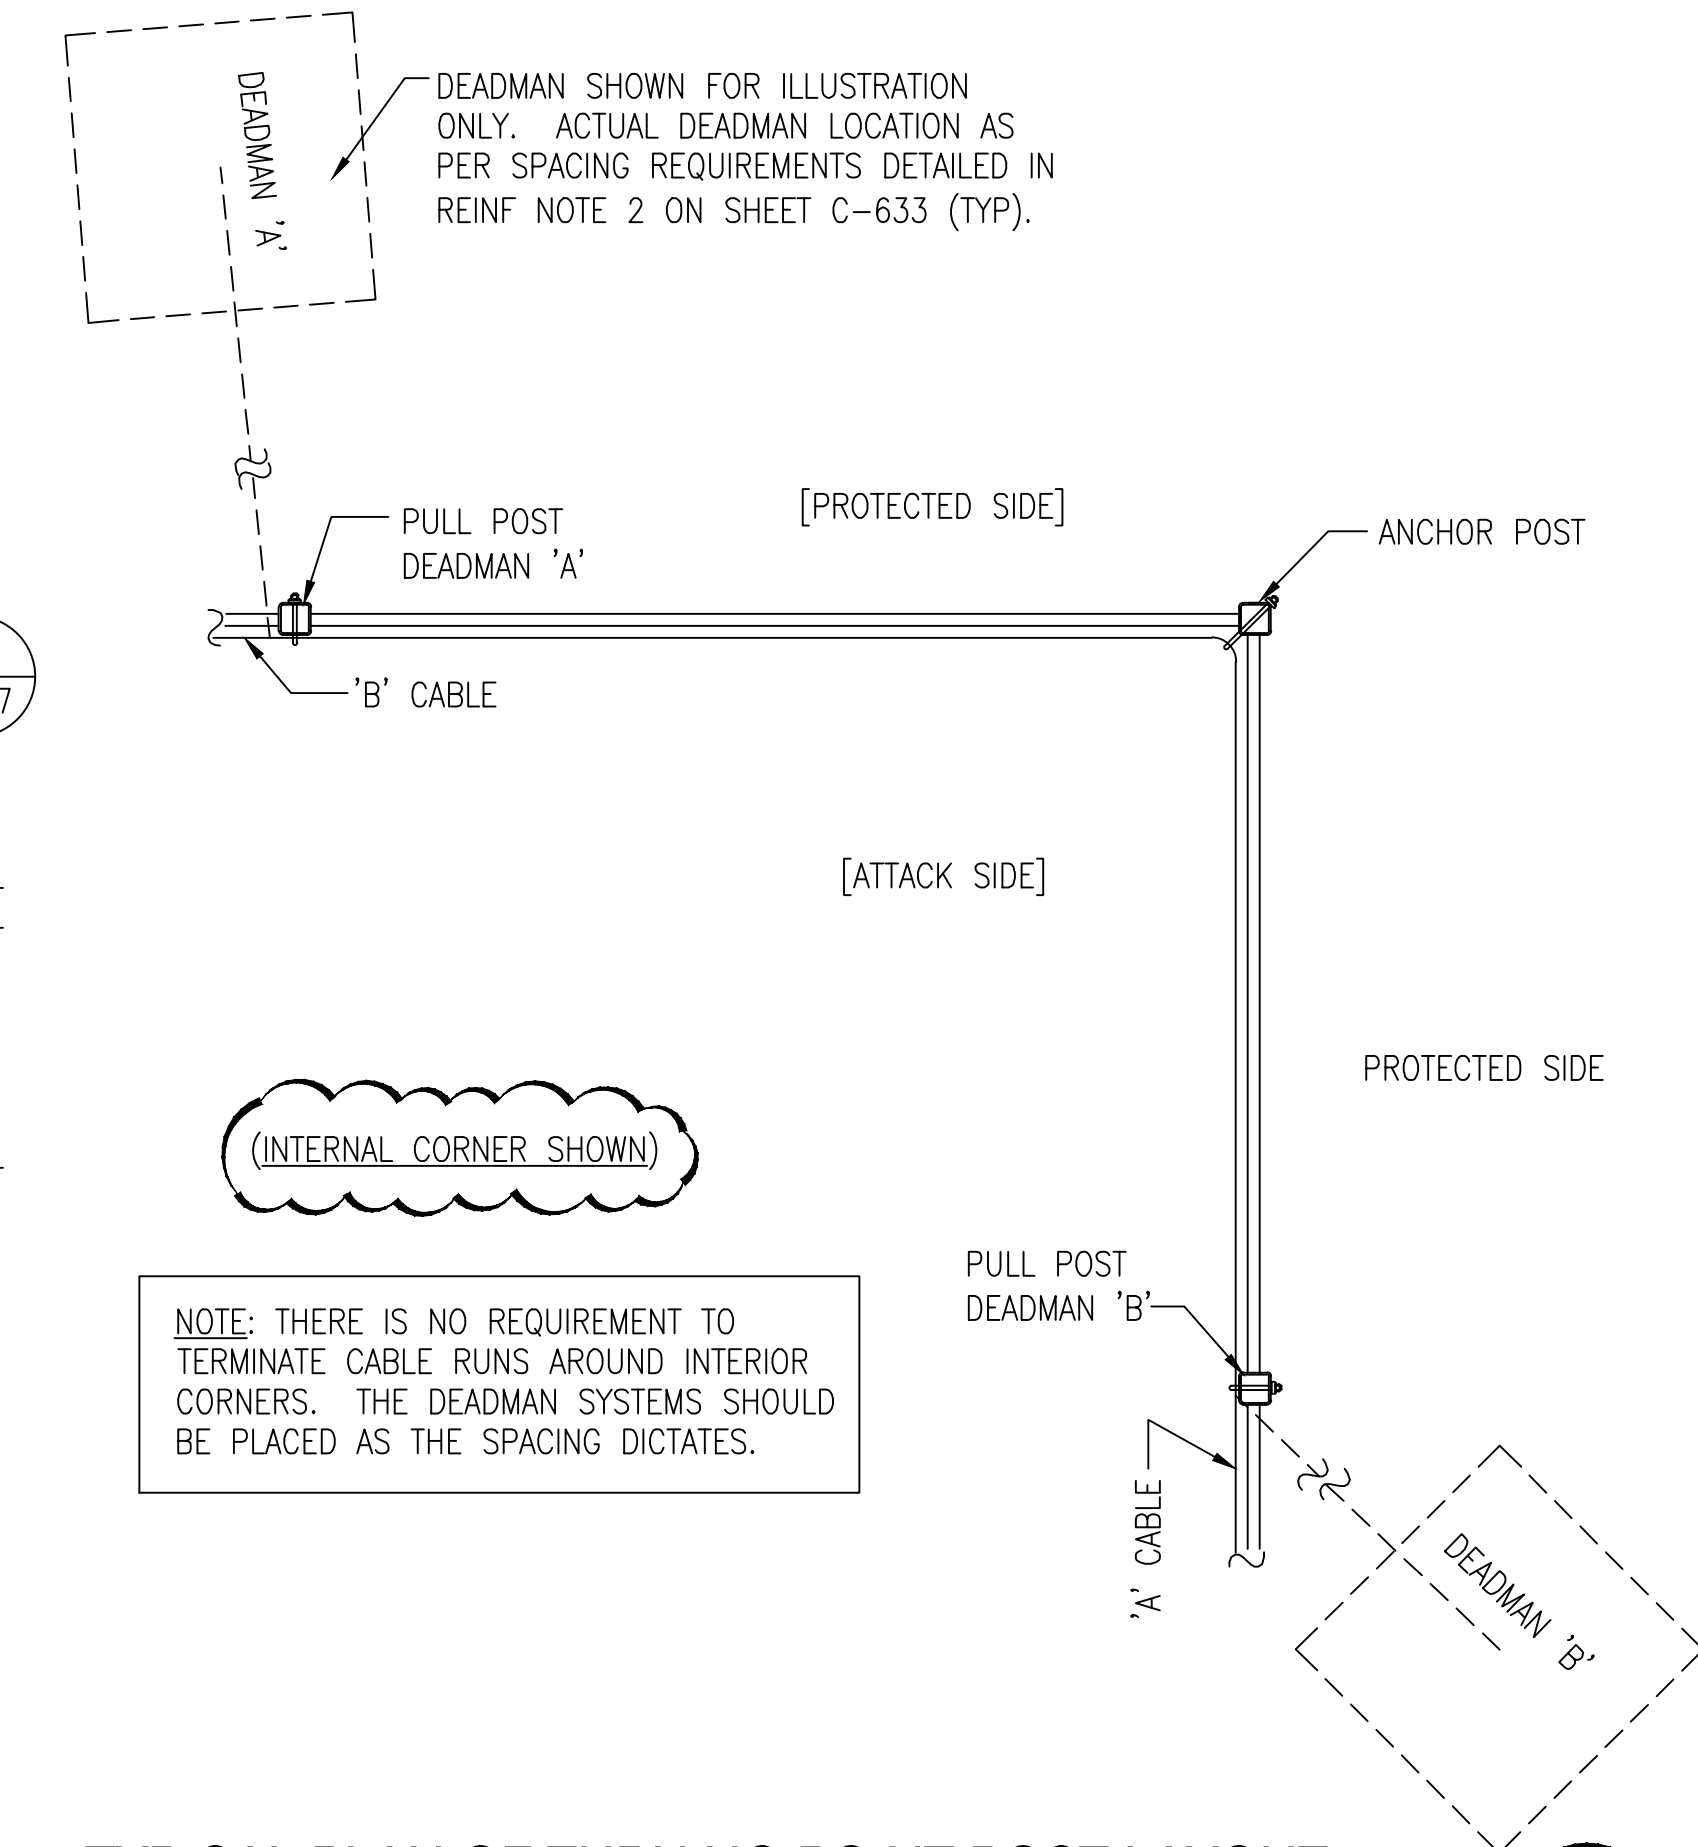 DEADMAN 'A'
DEADMAN SHOWN FOR ILLUSTRATION
ONLY. ACTUAL DEADMAN LOCATION AS
PER SPACING REQUIREMENTS DETAILED IN
REINF NOTE 2 ON SHEET C-633 (TYP).
[PROTECTED SIDE]
PULL POST
DEADMAN 'A'
ANCHOR POST
'B' CABLE
7
[ATTACK SIDE]
PROTECTED SIDE
(INTERNAL CORNER SHOWN)
PULL POST
DEADMAN 'B'
NOTE: THERE IS NO REQUIREMENT TO
TERMINATE CABLE RUNS AROUND INTERIOR
CORNERS. THE DEADMAN SYSTEMS SHOULD
BE PLACED AS THE SPACING DICTATES.
'A' CABLE
DEADMAN 'B'